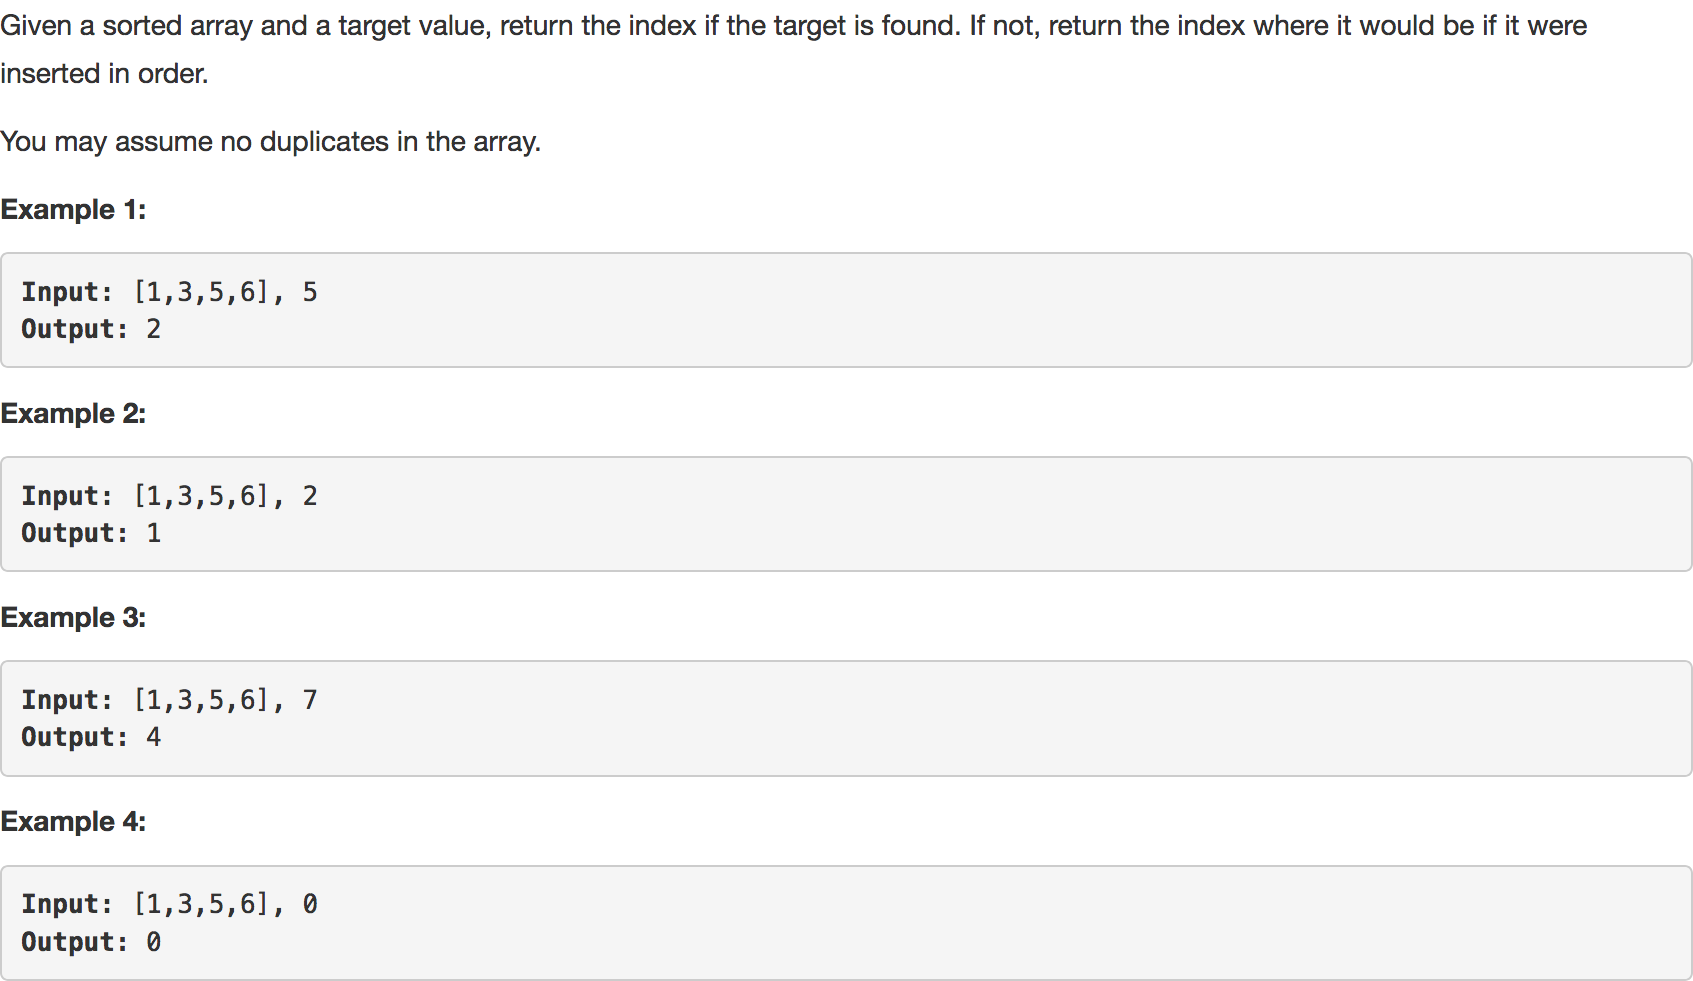 Given a sorted array and a target value, return the index if the target is found. If not, return the index where it would be if it were
inserted in order.
You may assume no duplicates in the array.
Example 1:
Input: [1,3,5,6], 5
Output: 2
Example 2:
Input: [1,3,5,6], 2
Output: 1
Example 3:
Input: [1,3,5,6], 7
Output: 4
Example 4:
Input: [1,3,5,6], 0
Output: 0